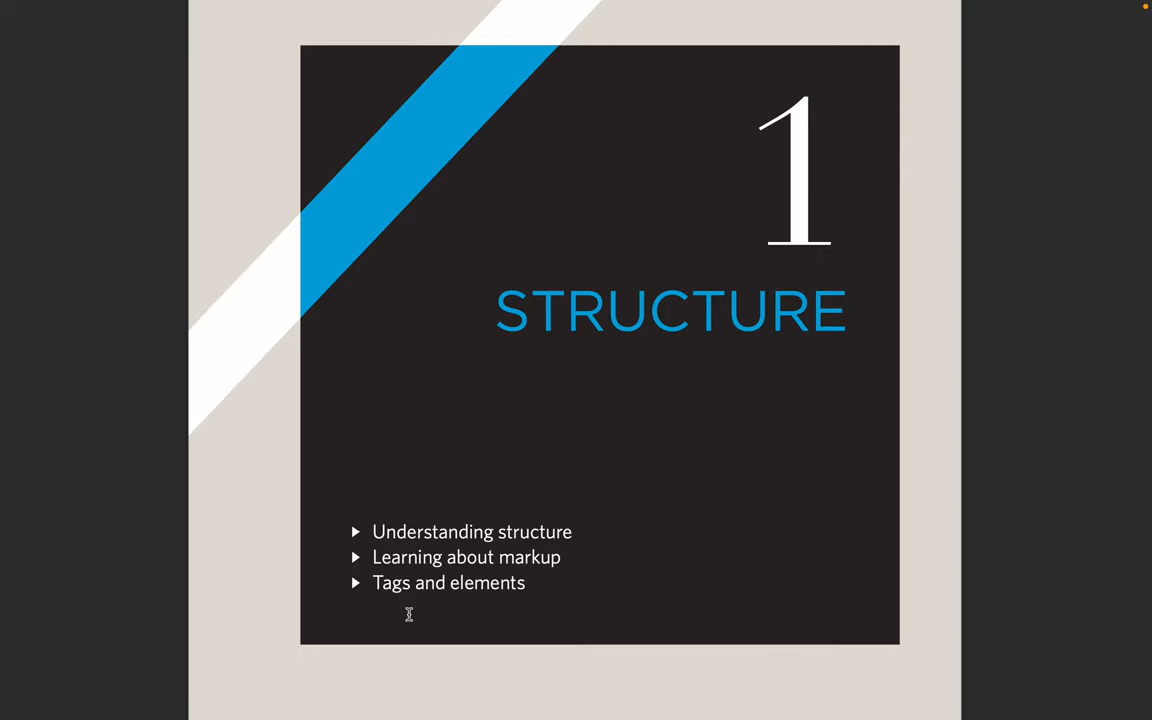 1
STRUCTURE
Understanding structure
Learning about markup
Tags and elements